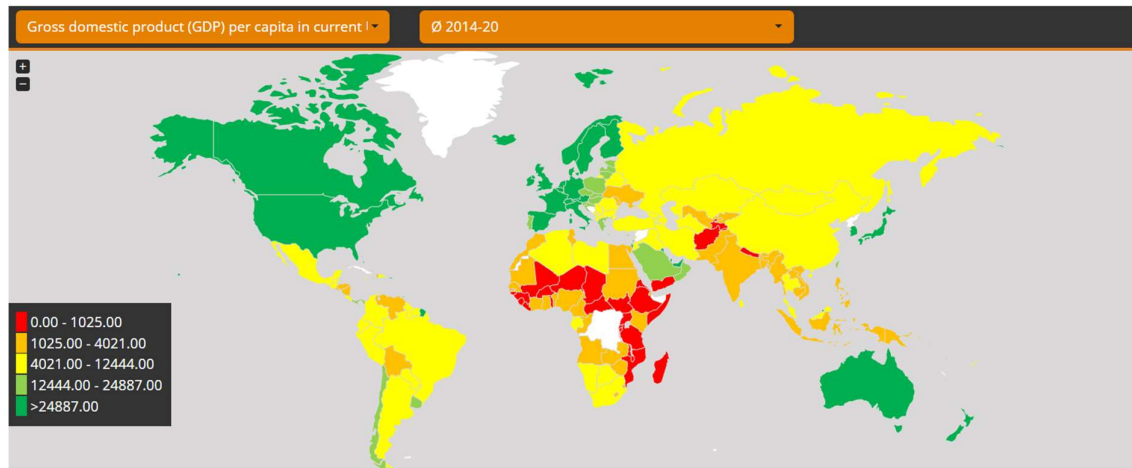 Gross domestic product (GDP) per capita in current
Ø 2014-20
+
−
0.00 - 1025.00
1025.00 - 4021.00
4021.00 - 12444.00
12444.00 - 24887.00
>24887.00